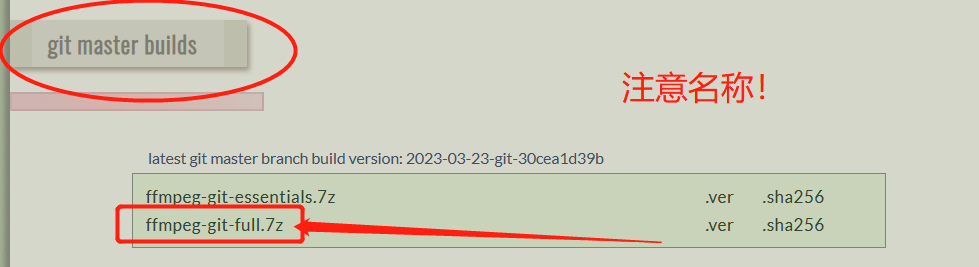 git master builds
注意名称！
latest git master branch build version: 2023-03-23-git-30cea1d39b
ffmpeg-git-essentials.7z .ver .sha256
ffmpeg-git-full.7z .ver .sha256